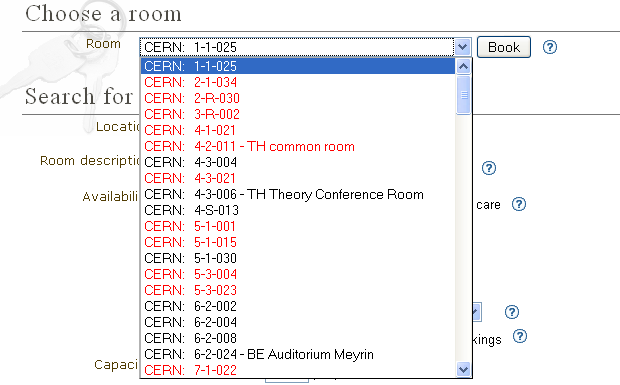 Choose a room
Room CERN: 1-1-025 Book ?
CERN: 1-1-025
CERN: 2-1-034
Search for
CERN: 2-R-030
CERN: 3-R-002
CERN: 4-1-021
CERN: 4-2-011 - TH common room
Room CERN: 4-3-004 ?
CERN: 4-3-021
CERN: 4-3-006 - TH Theory Conference Room
care ?
CERN: 4-S-013
CERN: 5-1-001
CERN: 5-1-015
CERN: 5-1-030
CERN: 5-3-004
CERN: 5-3-023
CERN: 6-2-002
?
CERN: 6-2-004
CERN: 6-2-008 ?
CERN: 6-2-024 - BE Auditorium Meyrin
CERN: 7-1-022